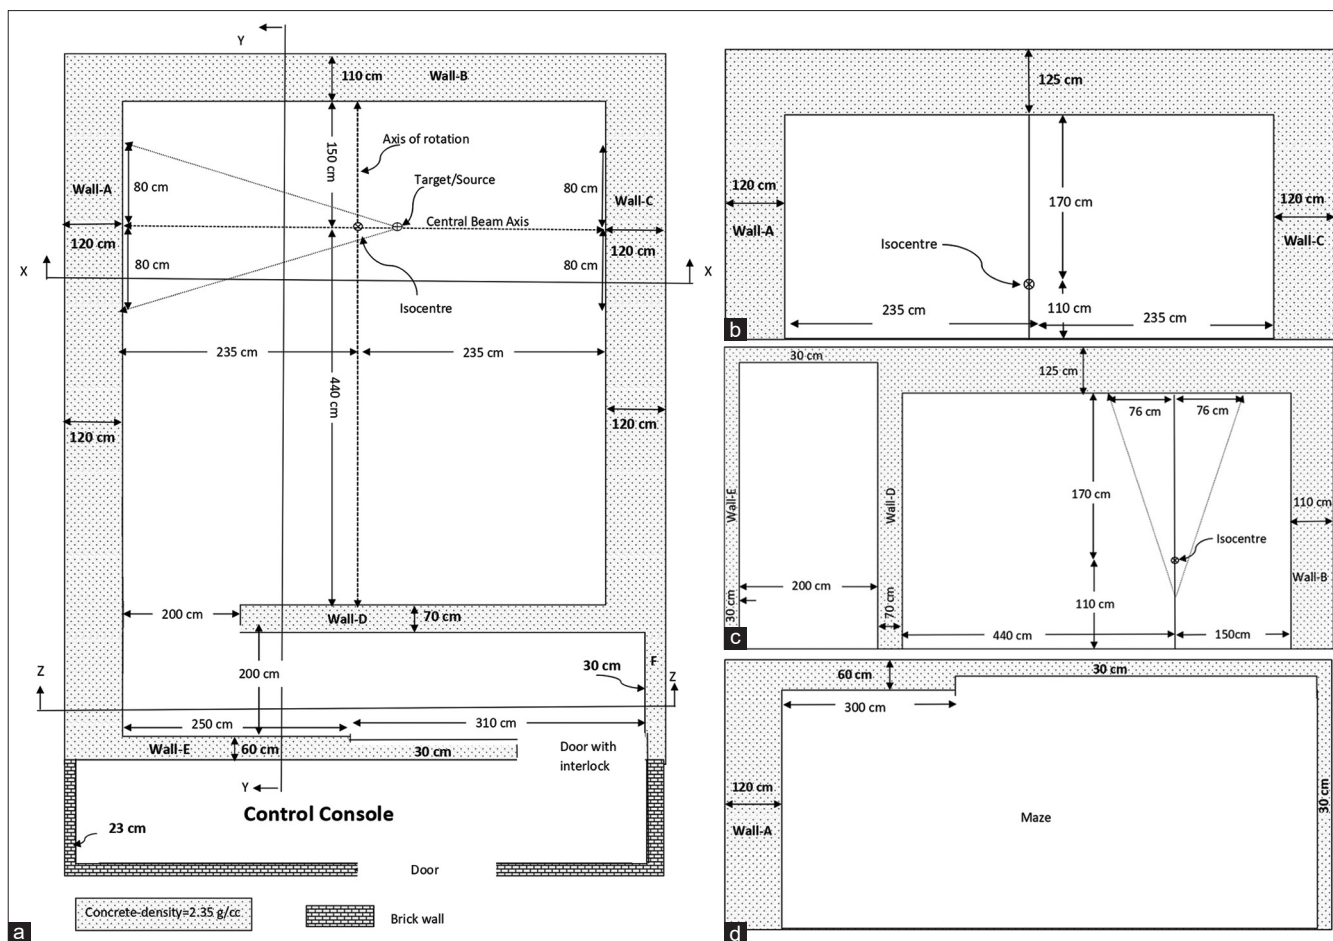 Y
110 cm
Wall-B
Axis of rotation
150 cm
Target/Source
80 cm
80 cm
Wall-A
Wall-C
Central Beam Axis
120 cm
120 cm
80 cm
80 cm
X
X
Isocentre
235 cm
235 cm
440 cm
120 cm
120 cm
200 cm
Wall-D
70 cm
F
200 cm
30 cm
Z
Z
250 cm
310 cm
Wall-E
60 cm
30 cm
Door with
interlock
Y
Control Console
23 cm
Door
Concrete-density=2.35 g/cc
Brick wall
a
125 cm
120 cm
Wall-A
170 cm
120 cm
Wall-C
Isocentre
110 cm
235 cm
235 cm
b
30 cm
125 cm
76 cm
76 cm
Wall-E
Wall-D
170 cm
110 cm
Isocentre
Wall-B
200 cm
30 cm
70 cm
110 cm
440 cm
150cm
c
60 cm
30 cm
300 cm
120 cm
Wall-A
Maze
30 cm
d